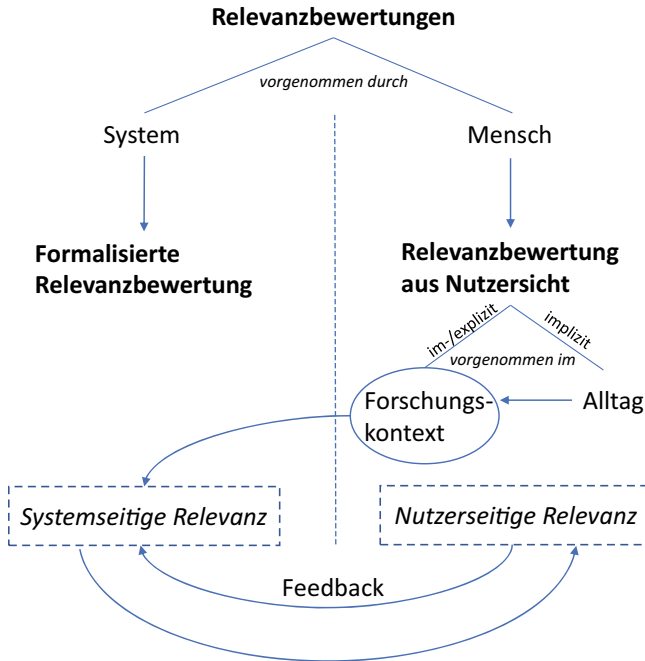 Relevanzbewertungen
vorgenommen durch
System
Mensch
Formalisierte
Relevanzbewertung
Relevanzbewertung
aus Nutzersicht
im-/explizit
implizit
vorgenommen im
Forschungs-
kontext
Alltag
Systemseitige Relevanz
Nutzerseitige Relevanz
Feedback